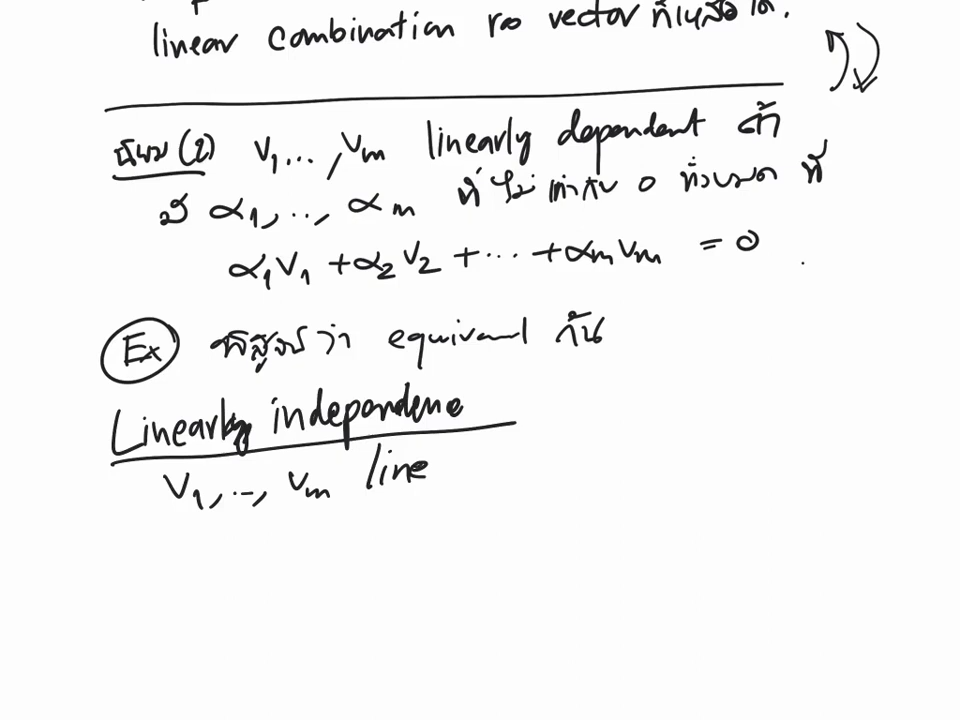 linear combination ของ vector ที่เหลือได้.
นิยาม (2) v1, ..., vm linearly dependent ถ้า
มี α1, ..., αm ที่ไม่เท่ากับ 0 ทั้งหมด ที่
α1v1 + α2v2 + ... + αmvm = 0
Ex พิสูจน์ว่า equivanl กัน
Linearly independene
v1, .., vm line